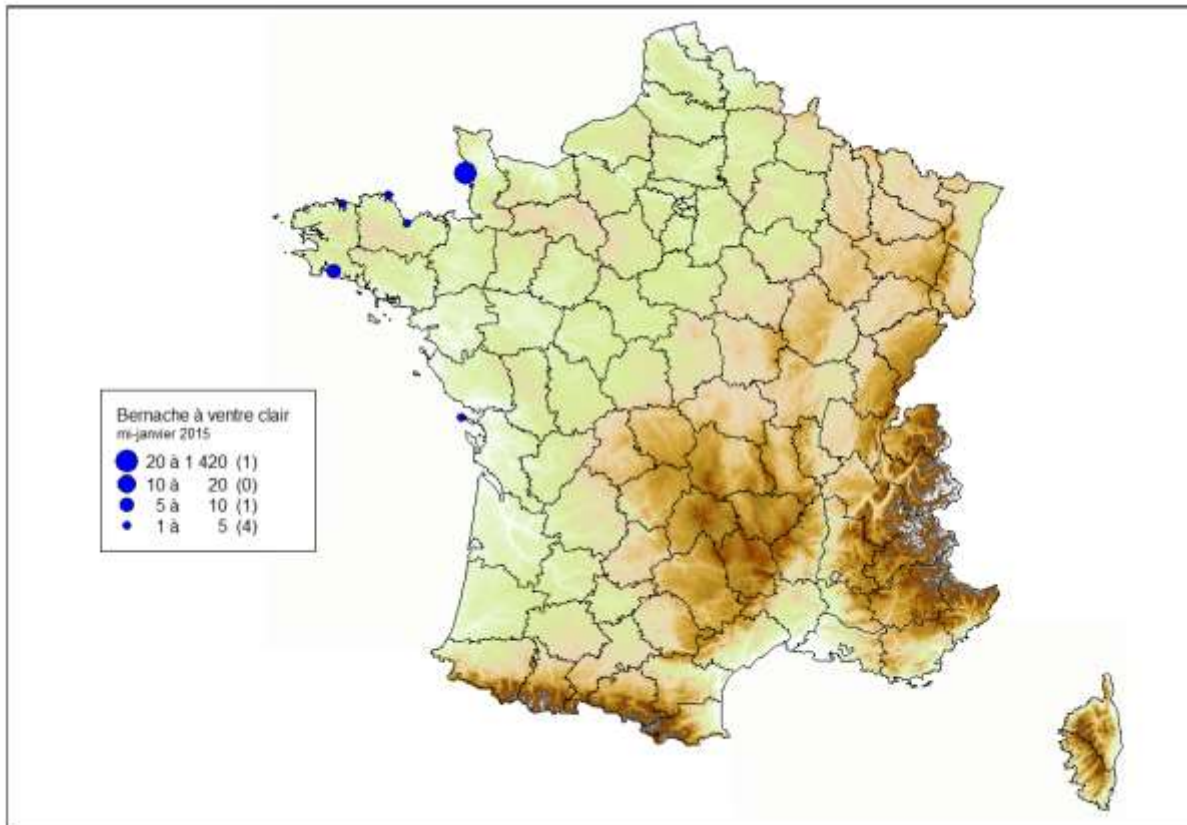 Bernache à ventre clair
mi-janvier 2015
20 à 1 420 (1)
10 à 20 (0)
5 à 10 (1)
1 à 5 (4)